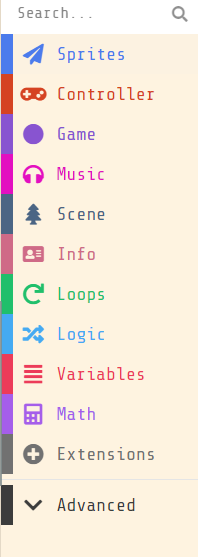 Search...
Sprites
Controller
Game
Music
Scene
Info
Loops
Logic
Variables
Math
Extensions
Advanced